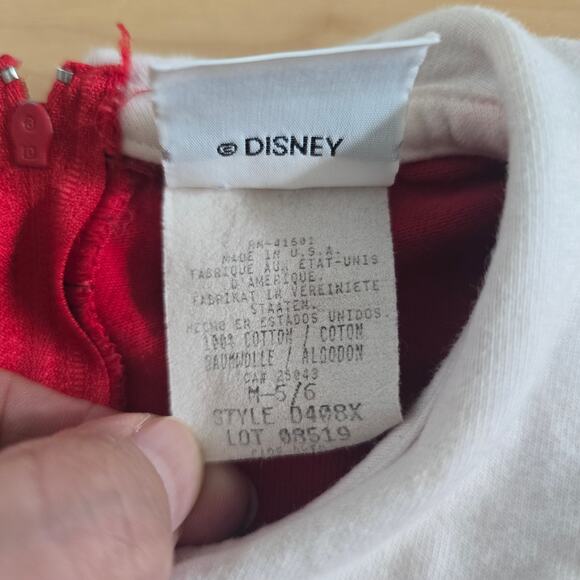 © DISNEY
RN-41601
MADE IN U.S.A.
FABRIQUE AUX ÉTAT-UNIS
D'AMERIQUE.
FABRIKAT IN VEREINIETE
STAATEN.
HECHO EN ESTADOS UNIDOS.
100% COTTON / COTON
BAUMWOLLE / ALGODON
CA# 25043
M-5/6
STYLE D408X
LOT 08519